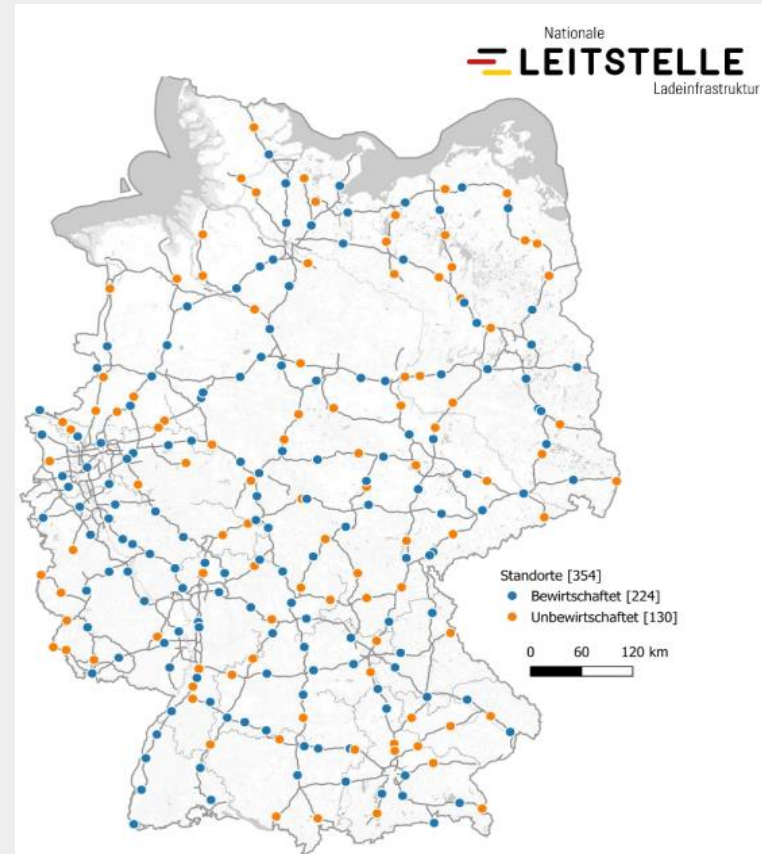 Nationale
LEITSTELLE
Ladeinfrastruktur
Standorte [354]
Bewirtschaftet [224]
Unbewirtschaftet [130]
0 60 120 km